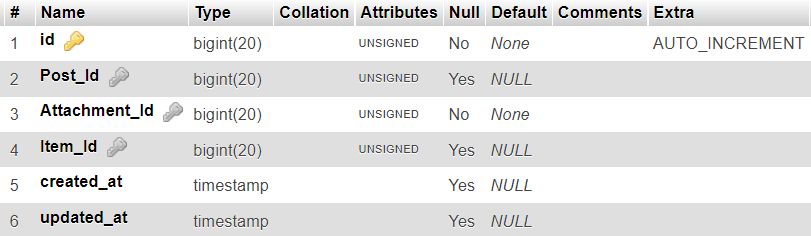 # Name Type Collation Attributes Null Default Comments Extra
1 id bigint(20) UNSIGNED No None AUTO_INCREMENT
2 Post_Id bigint(20) UNSIGNED Yes NULL
3 Attachment_Id bigint(20) UNSIGNED No None
4 Item_Id bigint(20) UNSIGNED Yes NULL
5 created_at timestamp Yes NULL
6 updated_at timestamp Yes NULL